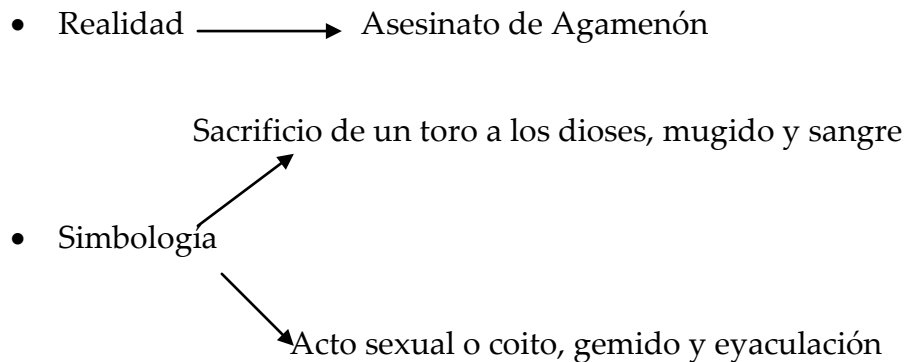 • Realidad Asesinato de Agamenón
Sacrificio de un toro a los dioses, mugido y sangre
• Simbología
Acto sexual o coito, gemido y eyaculación